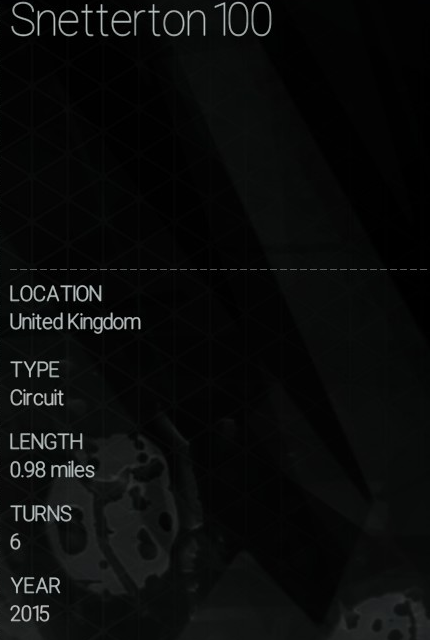 Snetterton 100
LOCATION
United Kingdom
TYPE
Circuit
LENGTH
0.98 miles
TURNS
6
YEAR
2015